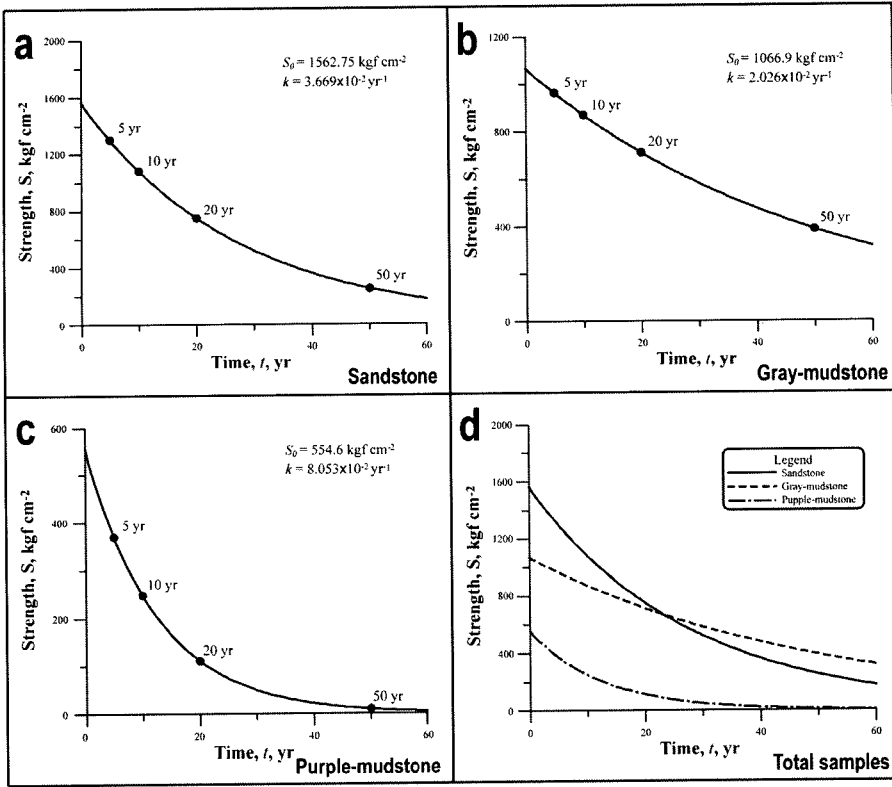 a
S₀ = 1562.75 kgf cm⁻²
k = 3.669x10⁻² yr⁻¹
2000
1600
1200
800
400
0
Strength, S, kgf cm⁻²
5 yr
10 yr
20 yr
50 yr
0
20
40
60
Time, t, yr
Sandstone
b
S₀ = 1066.9 kgf cm⁻²
k = 2.026x10⁻² yr⁻¹
1200
800
400
0
Strength, S, kgf cm⁻²
5 yr
10 yr
20 yr
50 yr
0
20
40
60
Time, t, yr
Gray-mudstone
c
S₀ = 554.6 kgf cm⁻²
k = 8.053x10⁻² yr⁻¹
600
400
200
0
Strength, S, kgf cm⁻²
5 yr
10 yr
20 yr
50 yr
0
20
40
60
Time, t, yr
Purple-mudstone
d
2000
1600
1200
800
400
0
Strength, S, kgf cm⁻²
Legend
Sandstone
Gray-mudstone
Pupple-mudstone
0
20
40
60
Time, t, yr
Total samples